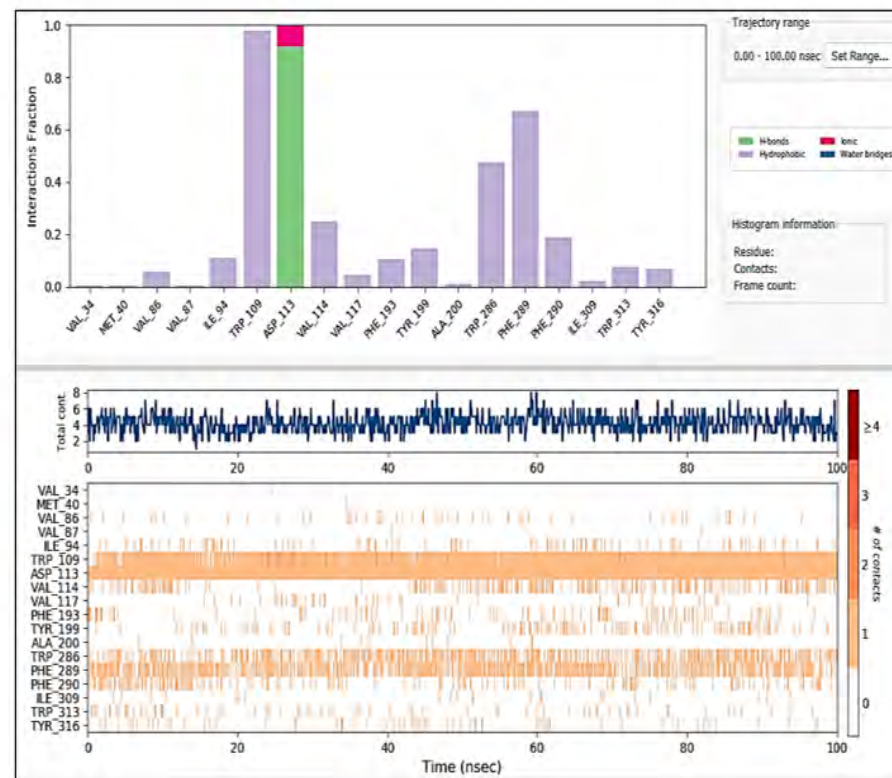 1.0
0.8
0.6
0.4
0.2
0.0
Interactions Fraction
VAL_34
MET_40
VAL_86
VAL_87
ILE_94
TRP_109
ASP_113
VAL_114
VAL_117
PHE_193
TYR_199
ALA_200
TRP_286
PHE_289
PHE_290
ILE_309
TRP_313
TYR_316
Trajectory range
0.00 - 100.00 nsec Set Range...
H-bonds Ionic
Hydrophobic Water bridges
Histogram information
Residue:
Contacts:
Frame count:
Total cont.
8
6
4
2
0 20 40 60 80 100
VAL_34
MET_40
VAL_86
VAL_87
ILE_94
TRP_109
ASP_113
VAL_114
VAL_117
PHE_193
TYR_199
ALA_200
TRP_286
PHE_289
PHE_290
ILE_309
TRP_313
TYR_316
0 20 40 60 80 100
Time (nsec)
≥4
3
2
1
0
# of contacts